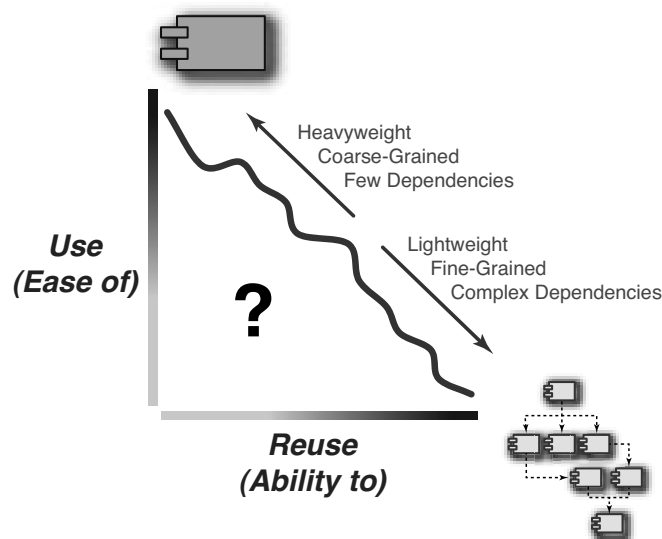 Heavyweight
Coarse-Grained
Few Dependencies
Lightweight
Fine-Grained
Complex Dependencies
Use
(Ease of)
?
Reuse
(Ability to)